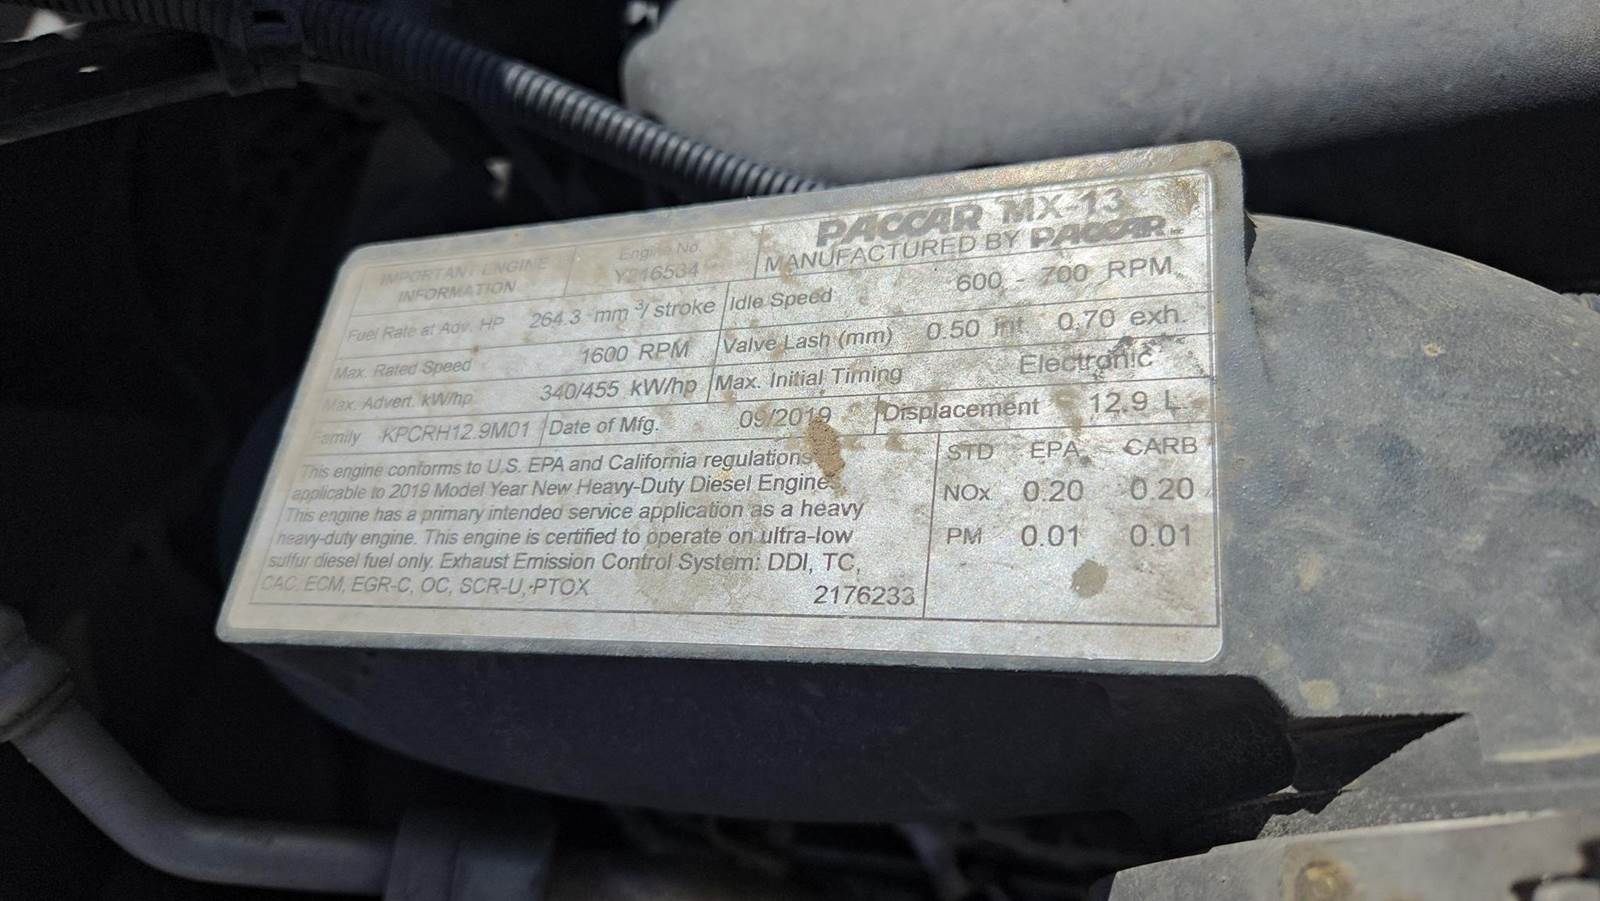 IMPORTANT ENGINE INFORMATION
Engine No. Y216534
PACCAR MX-13
MANUFACTURED BY PACCAR INC
Fuel Rate at Adv. HP 264.3 mm³/ stroke
Idle Speed 600 - 700 RPM
Max. Rated Speed 1600 RPM
Valve Lash (mm) 0.50 int. 0.70 exh.
Max. Advert. kW/hp 340/455 kW/hp
Max. Initial Timing Electronic
Family KPCRH12.9M01
Date of Mfg. 09/2019
Displacement 12.9 L
This engine conforms to U.S. EPA and California regulations
applicable to 2019 Model Year New Heavy-Duty Diesel Engines.
This engine has a primary intended service application as a heavy
heavy-duty engine. This engine is certified to operate on ultra-low
sulfur diesel fuel only. Exhaust Emission Control System: DDI, TC,
CAC, ECM, EGR-C, OC, SCR-U, PTOX
2176233
STD EPA CARB
NOx 0.20 0.20
PM 0.01 0.01